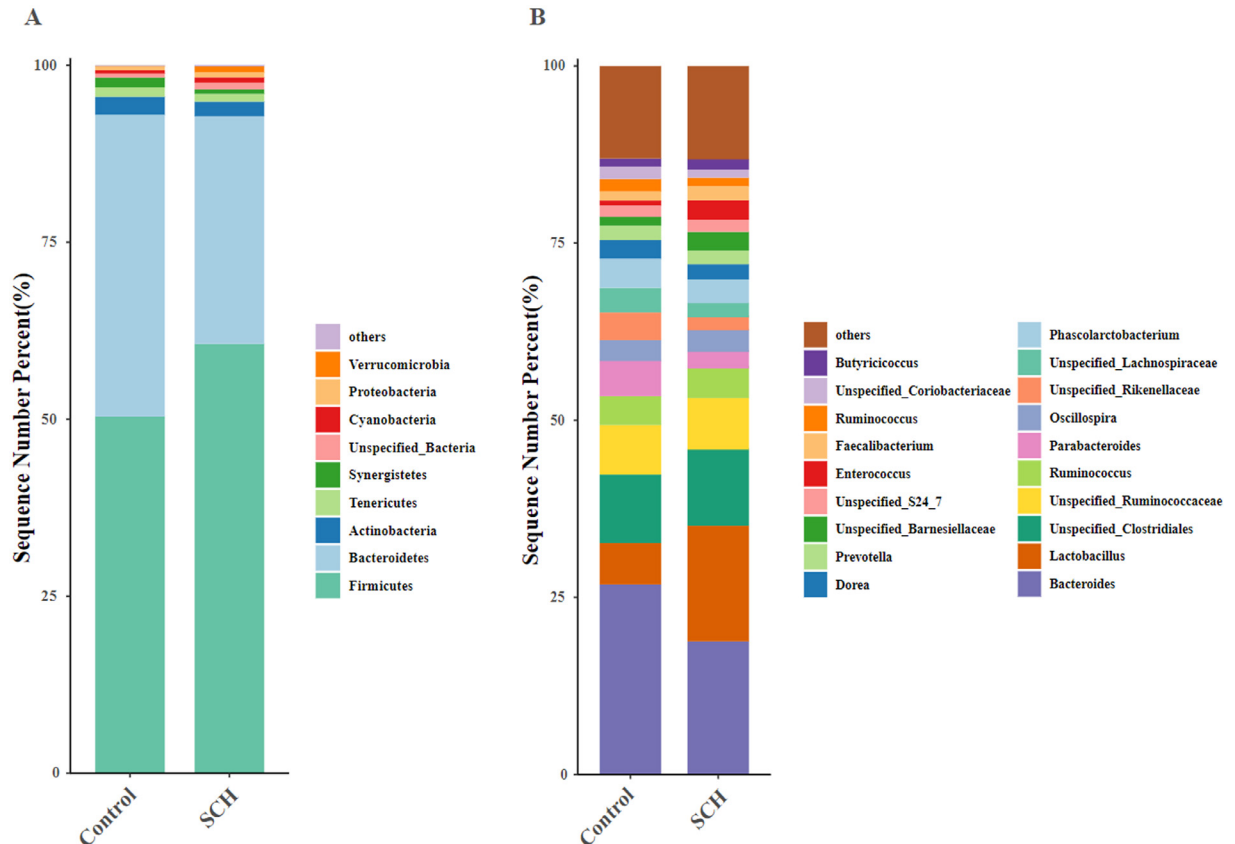 A
100
75
50
25
0
Sequence Number Percent(%)
Control
SCH
others
Verrucomicrobia
Proteobacteria
Cyanobacteria
Unspecified_Bacteria
Synergistetes
Tenericutes
Actinobacteria
Bacteroidetes
Firmicutes
B
100
75
50
25
0
Sequence Number Percent(%)
Control
SCH
others
Butyricicoccus
Unspecified_Coriobacteriaceae
Ruminococcus
Faecalibacterium
Enterococcus
Unspecified_S24_7
Unspecified_Barnesiellaceae
Prevotella
Dorea
Phascolarctobacterium
Unspecified_Lachnospiraceae
Unspecified_Rikenellaceae
Oscillospira
Parabacteroides
Ruminococcus
Unspecified_Ruminococcaceae
Unspecified_Clostridiales
Lactobacillus
Bacteroides